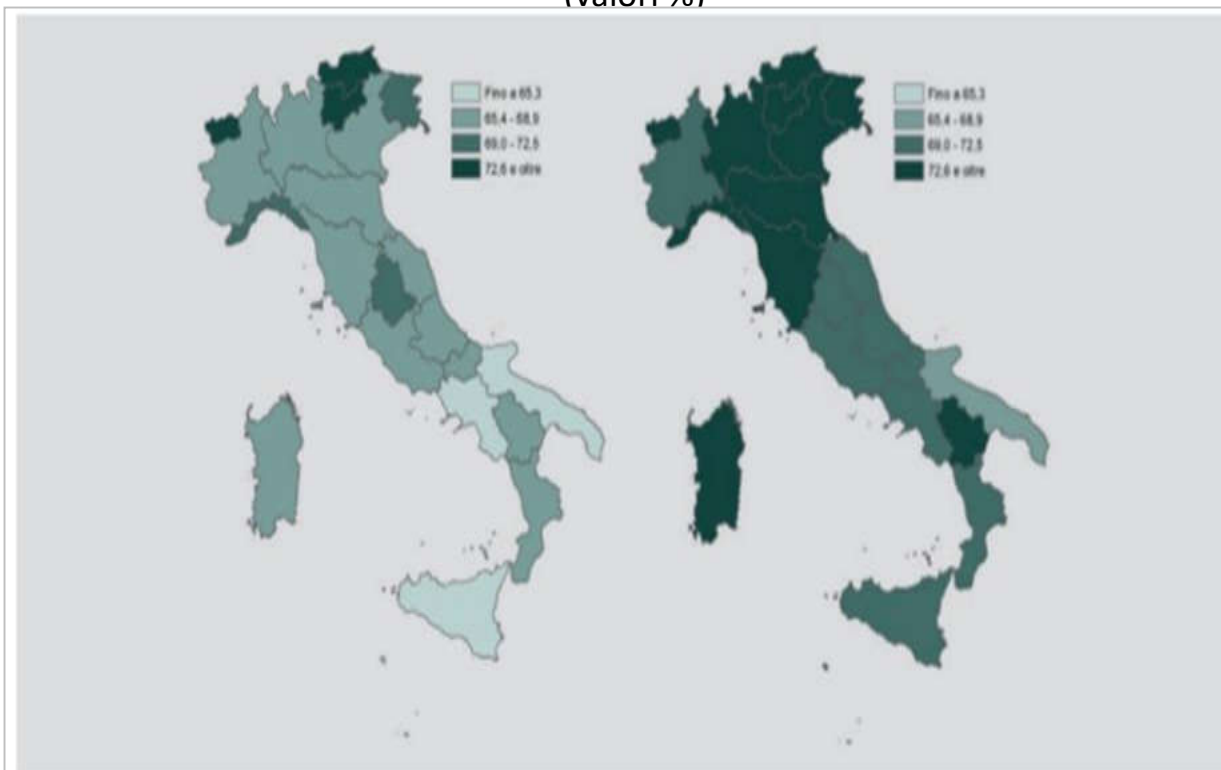 (valori %)
Fino a 65.3
65.4 - 68.9
69.0 - 72.5
72.6 e oltre
Fino a 65.3
65.4 - 68.9
69.0 - 72.5
72.6 e oltre